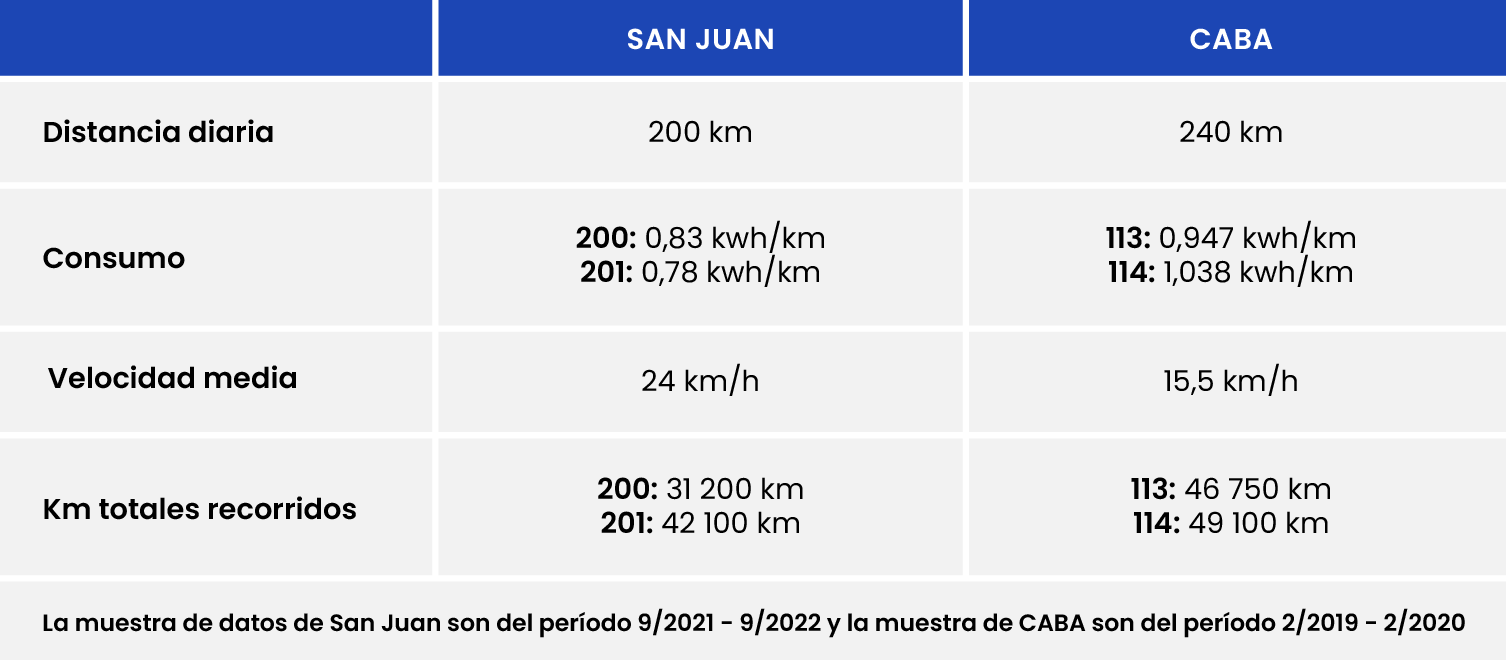 SAN JUAN
CABA
Distancia diaria
200 km
240 km
Consumo
200: 0,83 kwh/km
201: 0,78 kwh/km
113: 0,947 kwh/km
114: 1,038 kwh/km
Velocidad media
24 km/h
15,5 km/h
Km totales recorridos
200: 31 200 km
201: 42 100 km
113: 46 750 km
114: 49 100 km
La muestra de datos de San Juan son del período 9/2021 - 9/2022 y la muestra de CABA son del período 2/2019 - 2/2020